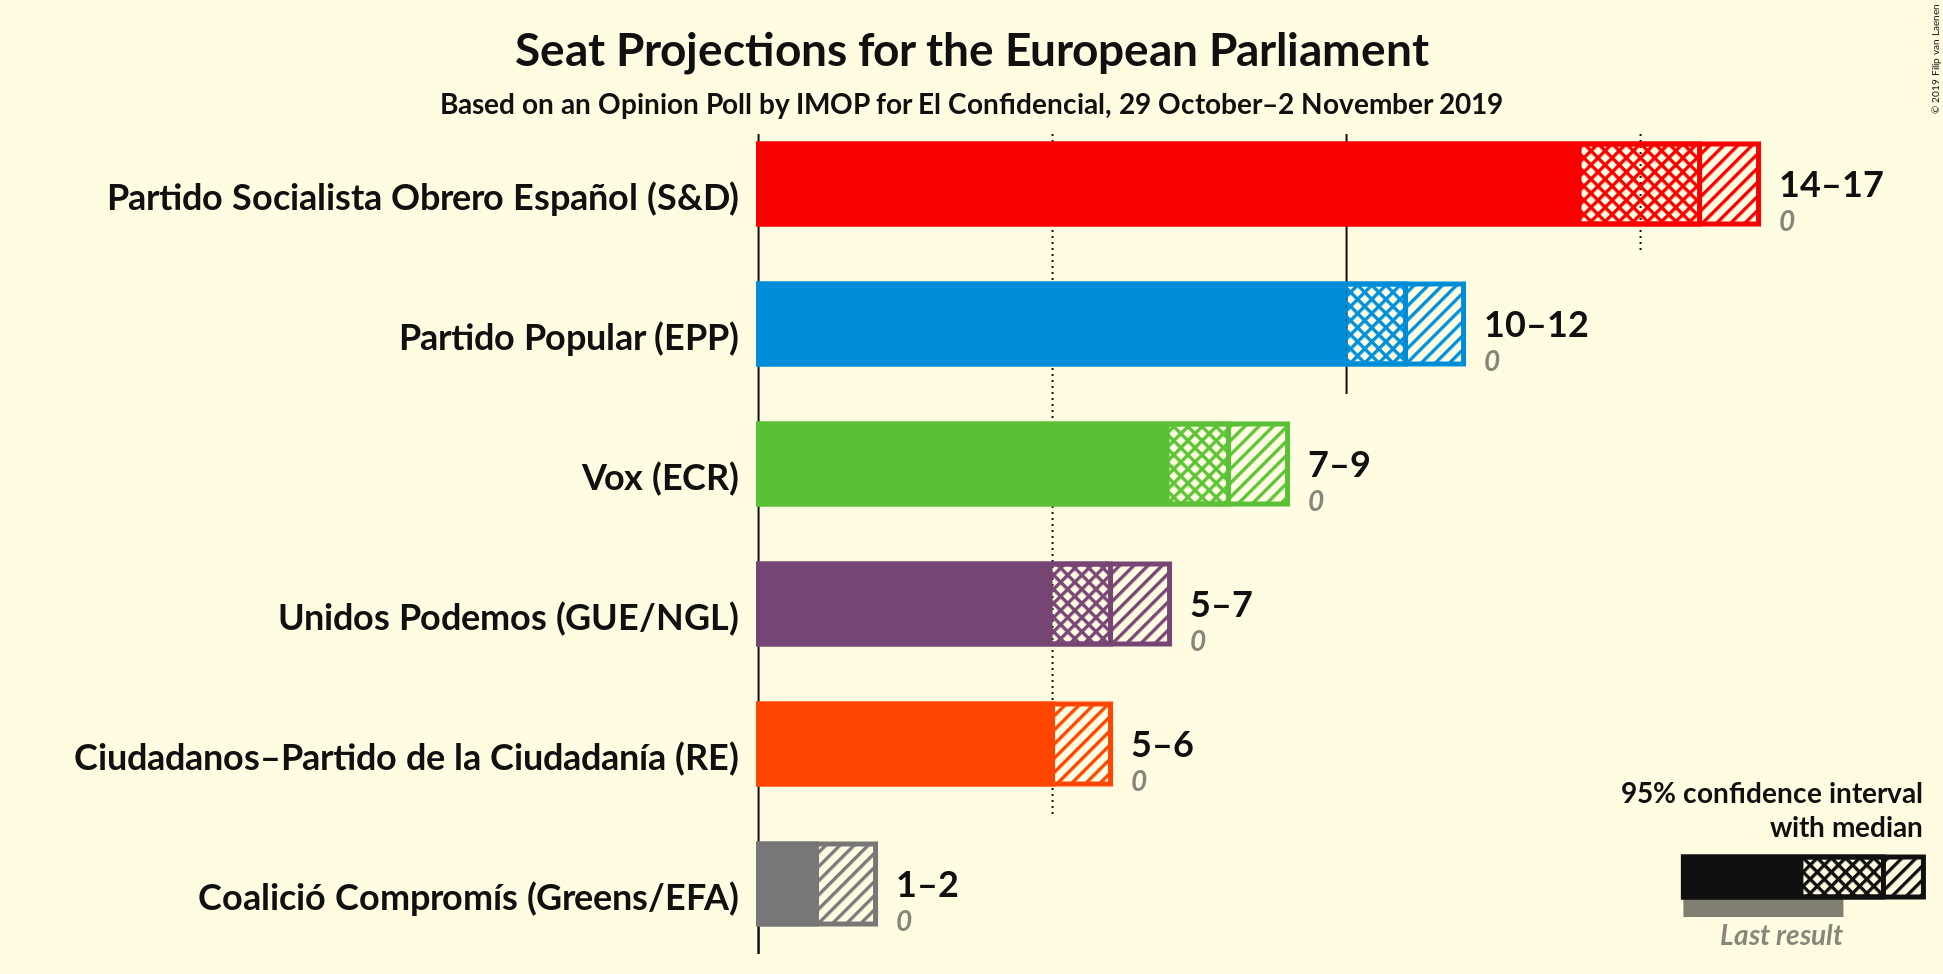 Seat Projections for the European Parliament
Based on an Opinion Poll by IMOP for El Confidencial, 29 October–2 November 2019
© 2019 Filip van Laenen
Partido Socialista Obrero Español (S&D)
14–17
0
Partido Popular (EPP)
10–12
0
Vox (ECR)
7–9
0
Unidos Podemos (GUE/NGL)
5–7
0
Ciudadanos–Partido de la Ciudadanía (RE)
5–6
0
Coalició Compromís (Greens/EFA)
1–2
0
95% confidence interval
with median
Last result